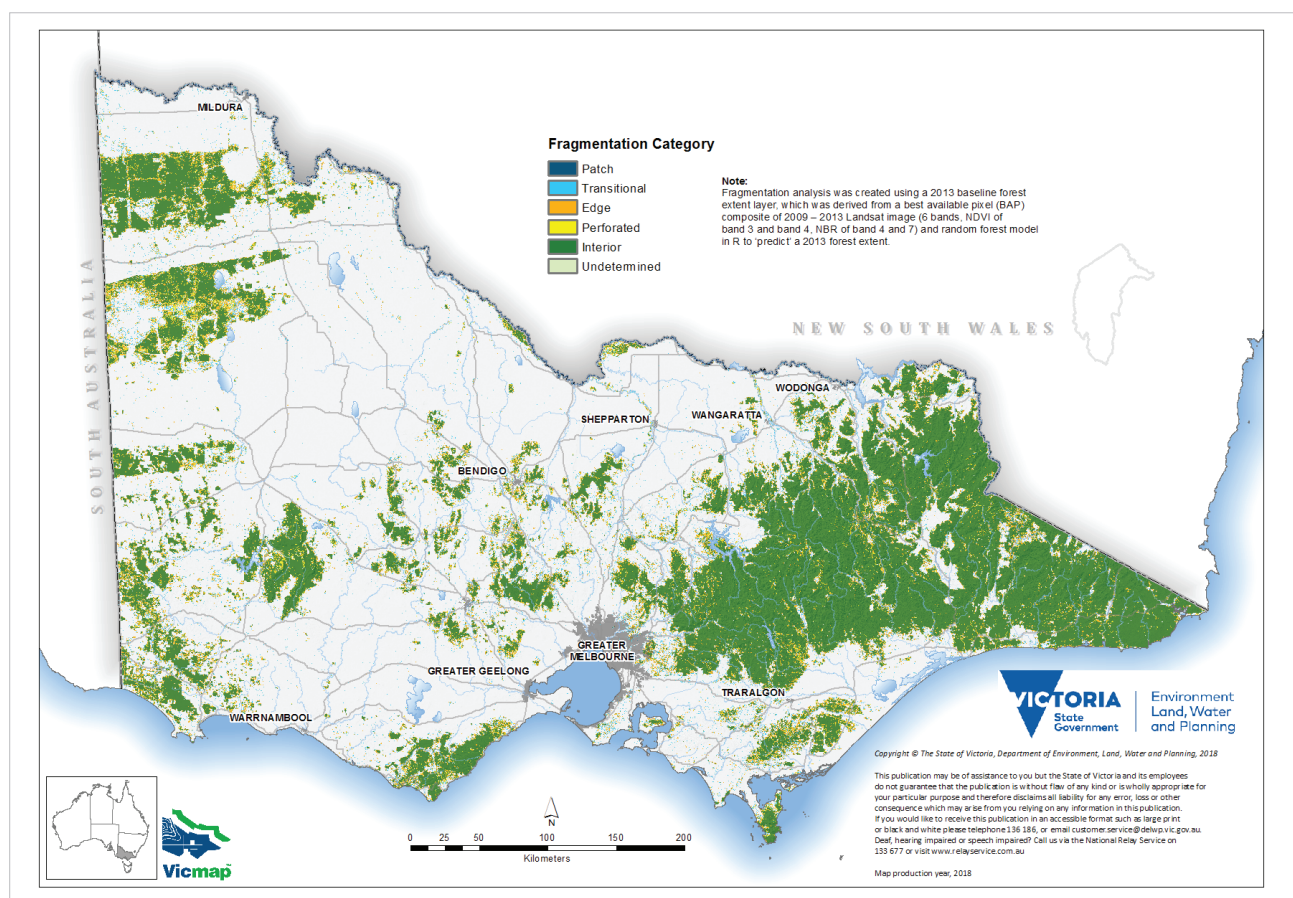 MILDURA
Fragmentation Category
Patch
Transitional
Edge
Perforated
Interior
Undetermined
Note:
Fragmentation analysis was created using a 2013 baseline forest
extent layer, which was derived from a best available pixel (BAP)
composite of 2009 – 2013 Landsat image (6 bands, NDVI of
band 3 and band 4, NBR of band 4 and 7) and random forest model
in R to 'predict' a 2013 forest extent.
SOUTH AUSTRALIA
NEW SOUTH WALES
WODONGA
SHEPPARTON
WANGARATTA
BENDIGO
GREATER
MELBOURNE
GREATER GEELONG
TRARALGON
WARRNAMBOOL
VICTORIA
State
Government
Environment
Land, Water
and Planning
Copyright © The State of Victoria, Department of Environment, Land, Water and Planning, 2018
This publication may be of assistance to you but the State of Victoria and its employees
do not guarantee that the publication is without flaw of any kind or is wholly appropriate for
your particular purpose and therefore disclaims all liability for any error, loss or other
consequence which may arise from you relying on any information in this publication.
If you would like to receive this publication in an accessible format such as large print
or black and white please telephone 136 186, or email customer.service@delwp.vic.gov.au.
Deaf, hearing impaired or speech impaired? Call us via the National Relay Service on
133 677 or visit www.relayservice.com.au
Map production year, 2018
N
0 25 50 100 150 200
Kilometers
Vicmap™